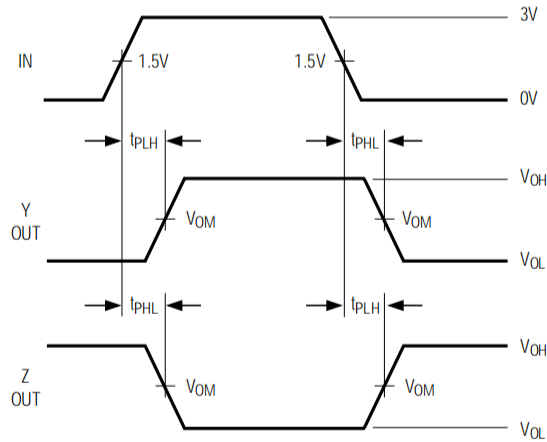 3V
IN
1.5V
1.5V
0V
tPLH
tPHL
VOH
Y
OUT
VOM
VOM
VOL
tPHL
tPLH
VOH
Z
OUT
VOM
VOM
VOL